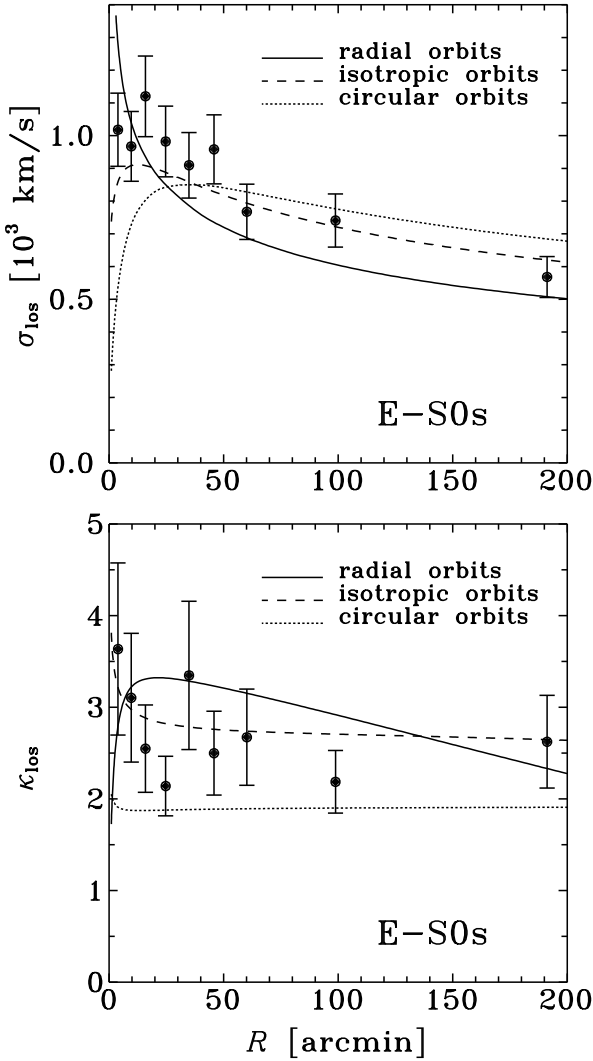 radial orbits
isotropic orbits
circular orbits
1.0
0.5
0.0
σlos [10³ km/s]
E−S0s
0 50 100 150 200
radial orbits
isotropic orbits
circular orbits
5
4
3
2
1
0
κlos
E−S0s
0 50 100 150 200
R [arcmin]